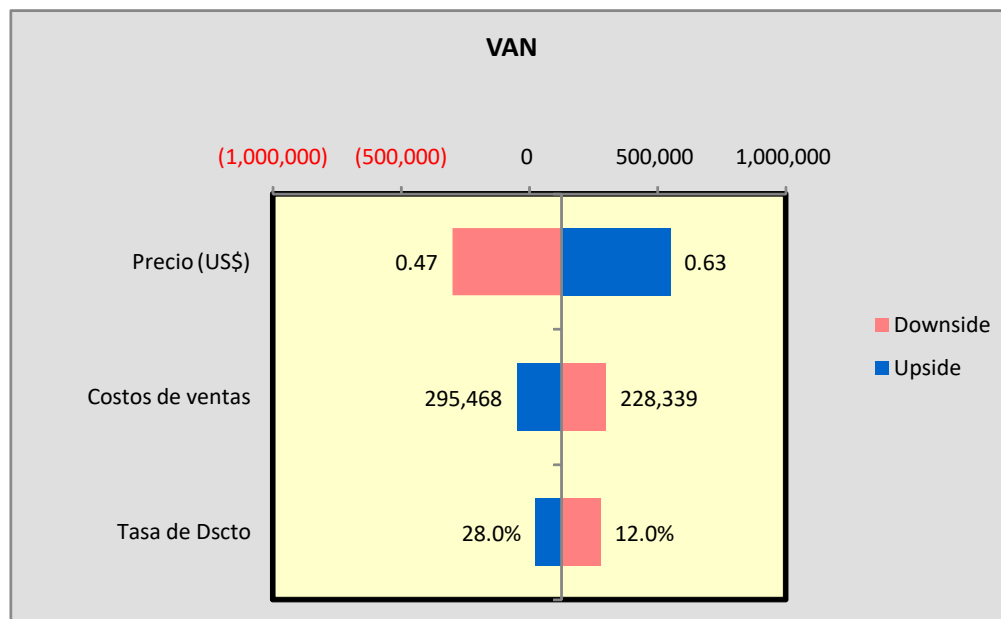 VAN
(1,000,000) (500,000) 0 500,000 1,000,000
Precio (US$) 0.47 0.63
Downside
Upside
Costos de ventas 295,468 228,339
Tasa de Dscto 28.0% 12.0%